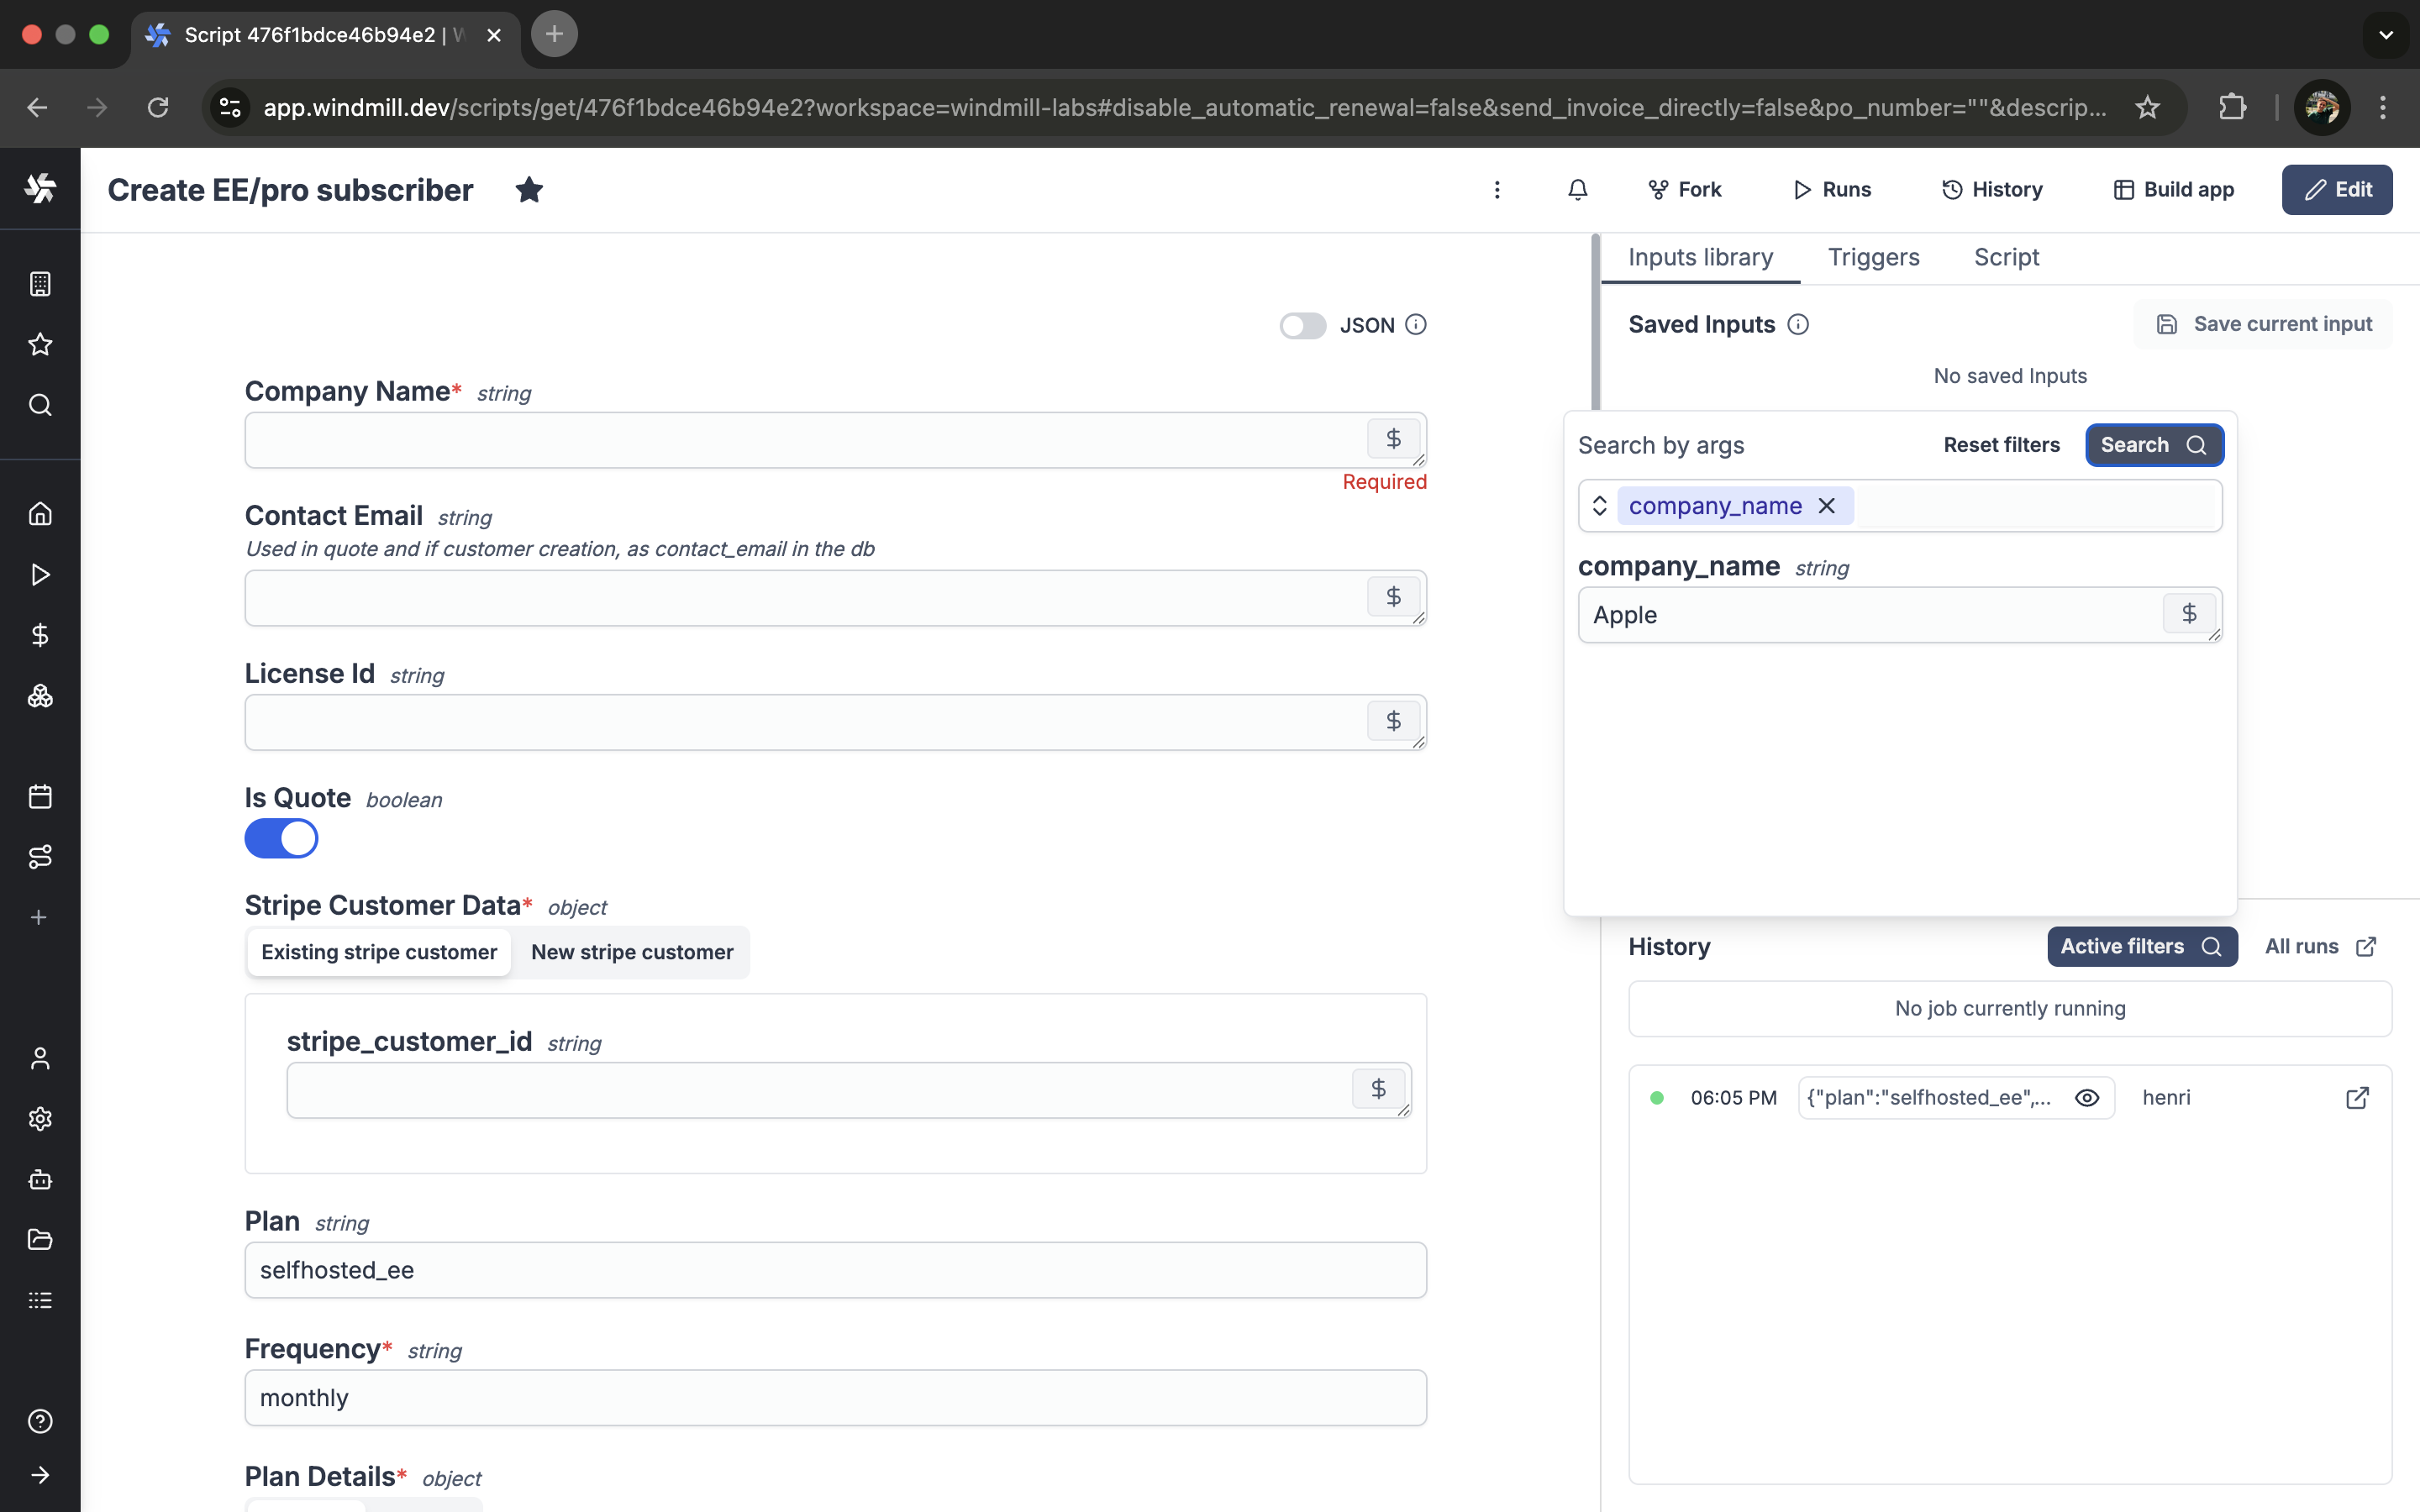 Script 476f1bdce46b94e2 | W
app.windmill.dev/scripts/get/476f1bdce46b94e2?workspace=windmill-labs#disable_automatic_renewal=false&send_invoice_directly=false&po_number=""&descrip...
Create EE/pro subscriber
Fork
Runs
History
Build app
Edit
JSON
Company Name* string
Required
Contact Email string
Used in quote and if customer creation, as contact_email in the db
License Id string
Is Quote boolean
Stripe Customer Data* object
Existing stripe customer
New stripe customer
stripe_customer_id string
Plan string
selfhosted_ee
Frequency* string
monthly
Plan Details* object
Inputs library
Triggers
Script
Saved Inputs
Save current input
No saved Inputs
Search by args
Reset filters
Search
company_name
company_name string
Apple
History
Active filters
All runs
No job currently running
06:05 PM
{"plan":"selfhosted_ee",...
henri